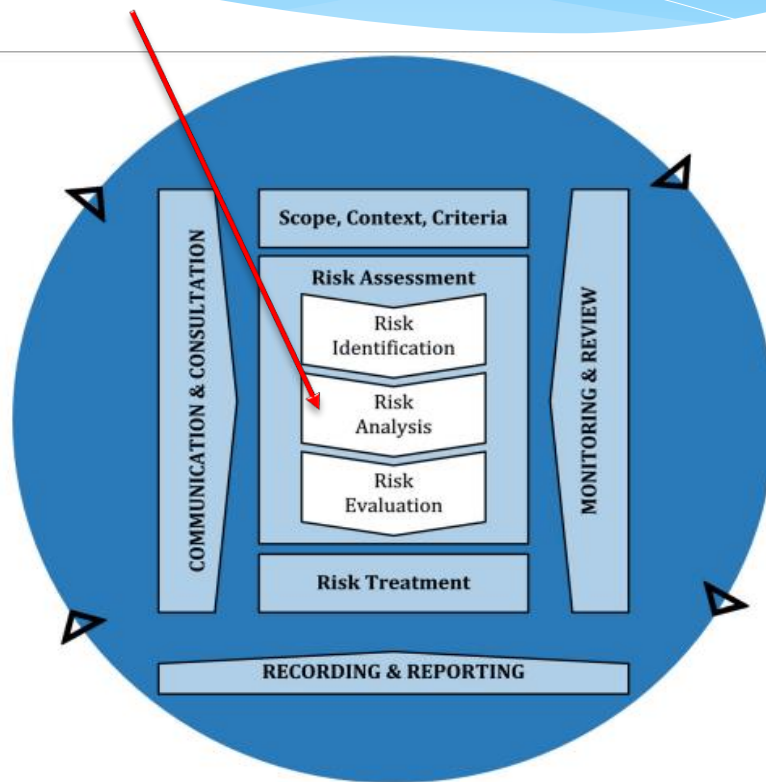 Scope, Context, Criteria
COMMUNICATION & CONSULTATION
Risk Assessment
Risk
Identification
Risk
Analysis
Risk
Evaluation
MONITORING & REVIEW
Risk Treatment
RECORDING & REPORTING